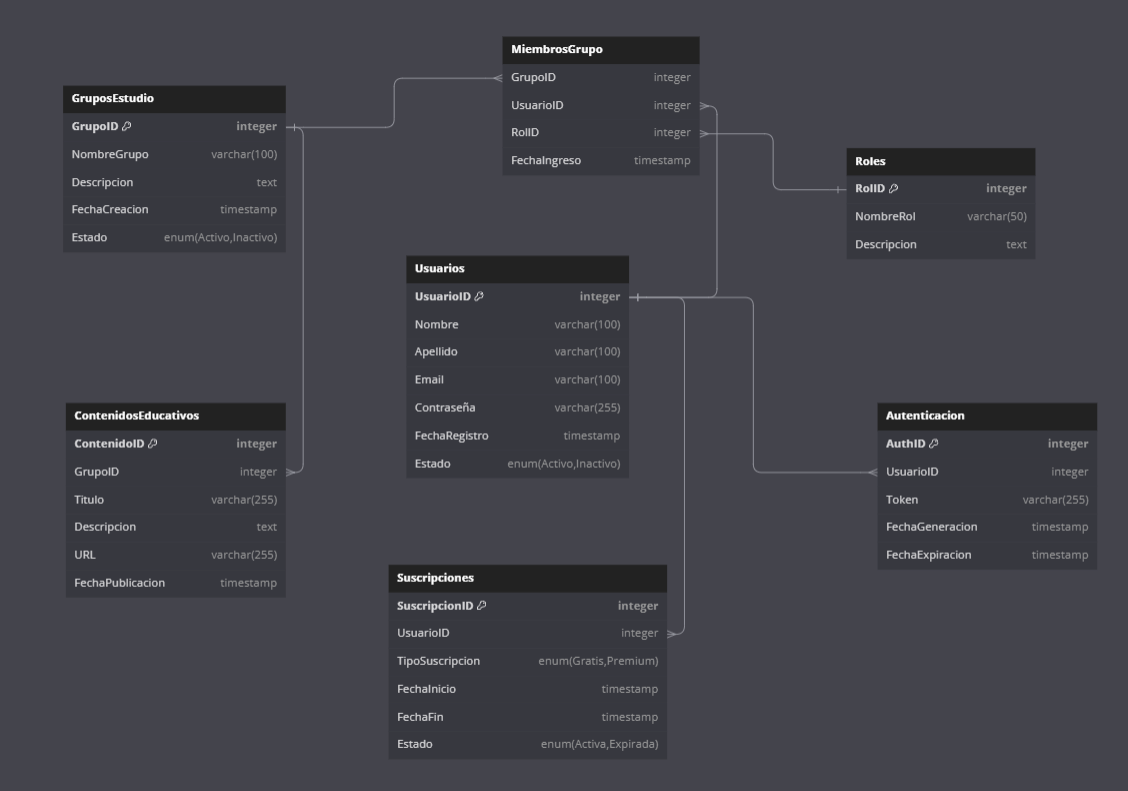 MiembrosGrupo
GrupoID integer
UsuarioID integer
RolID integer
FechaIngreso timestamp
GruposEstudio
GrupoID integer
NombreGrupo varchar(100)
Descripcion text
FechaCreacion timestamp
Estado enum(Activo,Inactivo)
Roles
RolID integer
NombreRol varchar(50)
Descripcion text
Usuarios
UsuarioID integer
Nombre varchar(100)
Apellido varchar(100)
Email varchar(100)
Contraseña varchar(255)
FechaRegistro timestamp
Estado enum(Activo,Inactivo)
ContenidosEducativos
ContenidoID integer
GrupoID integer
Titulo varchar(255)
Descripcion text
URL varchar(255)
FechaPublicacion timestamp
Autenticacion
AuthID integer
UsuarioID integer
Token varchar(255)
FechaGeneracion timestamp
FechaExpiracion timestamp
Suscripciones
SuscripcionID integer
UsuarioID integer
TipoSuscripcion enum(Gratis,Premium)
FechaInicio timestamp
FechaFin timestamp
Estado enum(Activa,Expirada)